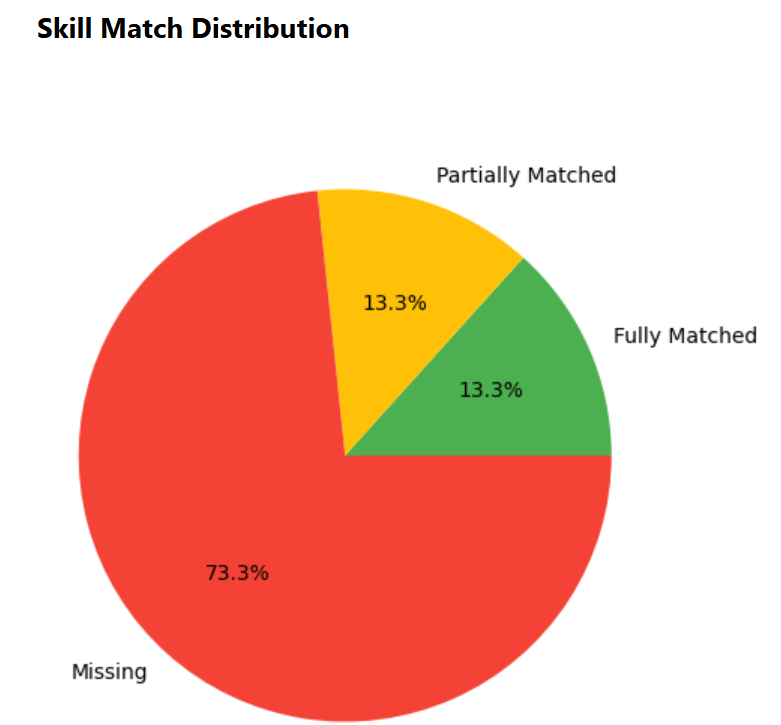 Skill Match Distribution
Partially Matched
13.3%
Fully Matched
13.3%
73.3%
Missing